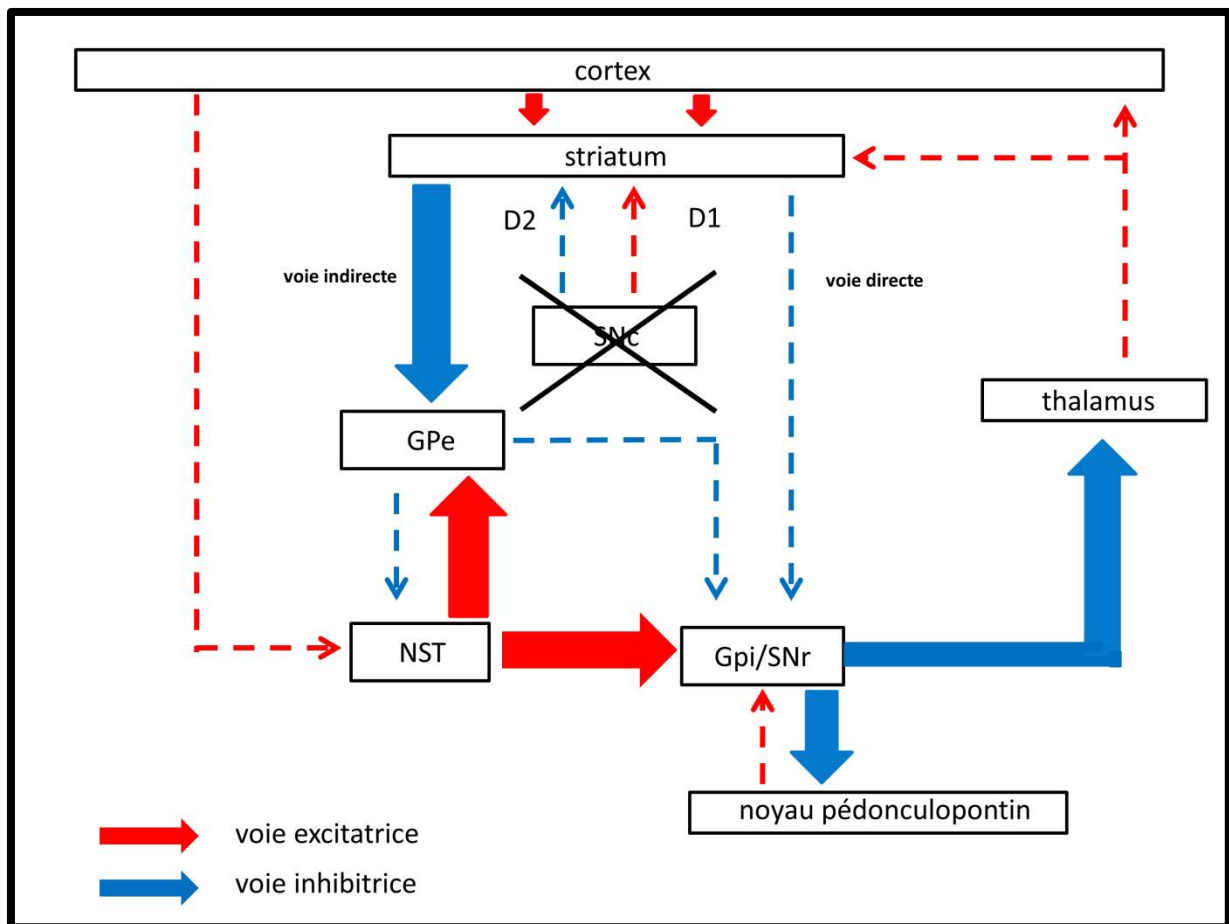 cortex
striatum
D2
D1
voie indirecte
voie directe
SNc
thalamus
GPe
NST
Gpi/SNr
noyau pédonculopontin
voie excitatrice
voie inhibitrice